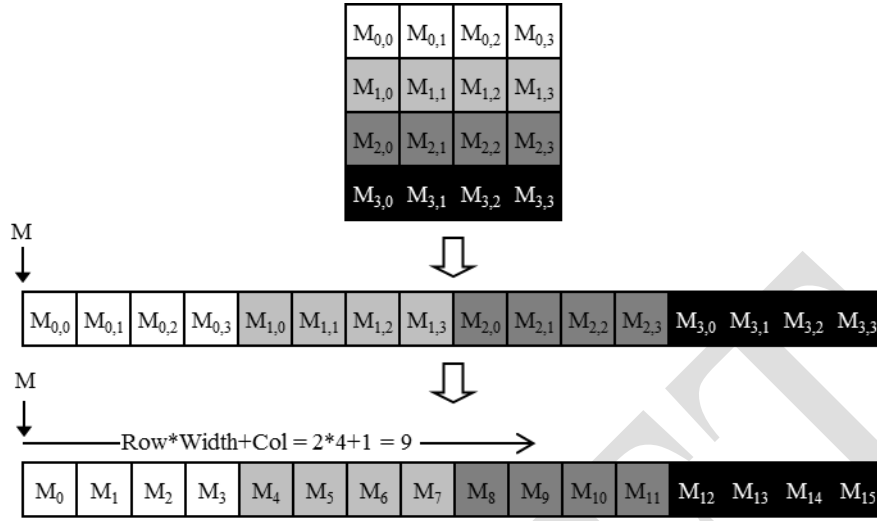 M0,0 M0,1 M0,2 M0,3
M1,0 M1,1 M1,2 M1,3
M2,0 M2,1 M2,2 M2,3
M3,0 M3,1 M3,2 M3,3
M
M0,0 M0,1 M0,2 M0,3 M1,0 M1,1 M1,2 M1,3 M2,0 M2,1 M2,2 M2,3 M3,0 M3,1 M3,2 M3,3
M
Row*Width+Col = 2*4+1 = 9
M0 M1 M2 M3 M4 M5 M6 M7 M8 M9 M10 M11 M12 M13 M14 M15